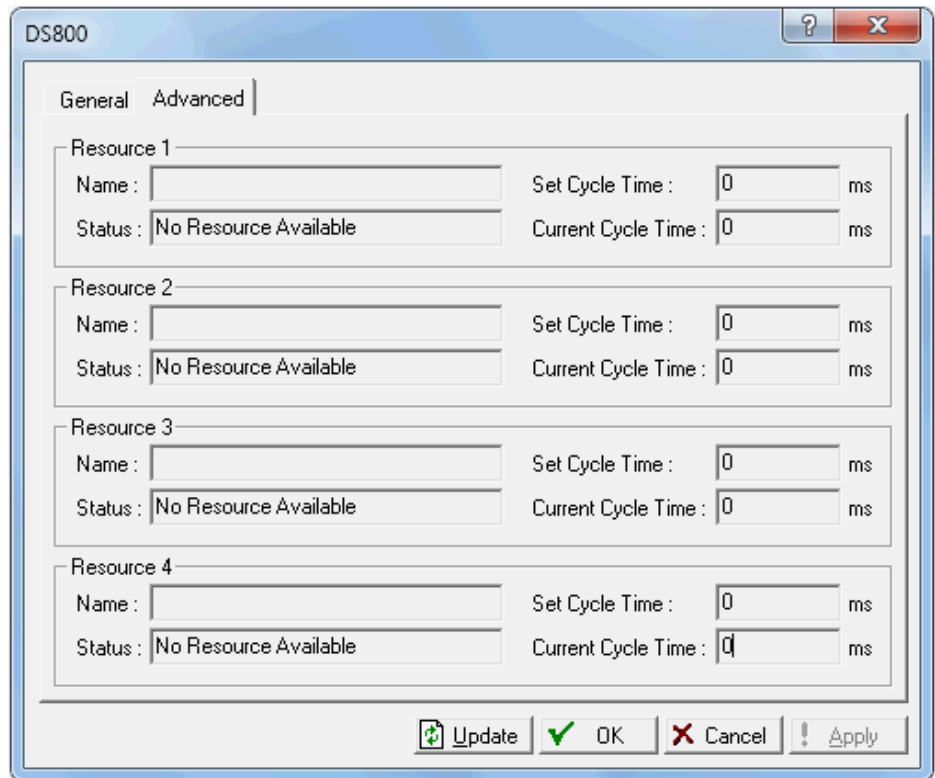 DS800
General Advanced
Resource 1
Name : Set Cycle Time : 0 ms
Status : No Resource Available Current Cycle Time : 0 ms
Resource 2
Name : Set Cycle Time : 0 ms
Status : No Resource Available Current Cycle Time : 0 ms
Resource 3
Name : Set Cycle Time : 0 ms
Status : No Resource Available Current Cycle Time : 0 ms
Resource 4
Name : Set Cycle Time : 0 ms
Status : No Resource Available Current Cycle Time : 0 ms
Update OK Cancel Apply